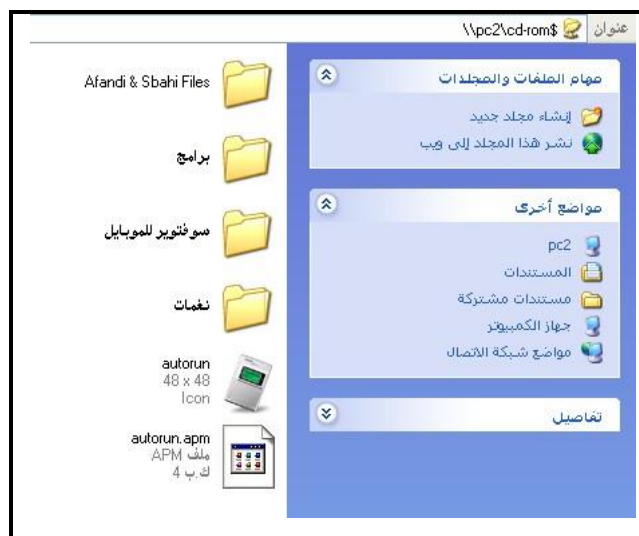 عنوان \\pc2\cd-rom$
مهام الملفات والمجلدات
إنشاء مجلد جديد
نشر هذا المجلد إلى ويب
مواضع أخرى
pc2
المستندات
مستندات مشتركة
جهاز الكمبيوتر
مواضع شبكة الاتصال
تفاصيل
Afandi & Sbahi Files
برامج
سوفتوير للموبايل
نغمات
autorun
48 x 48
Icon
autorun.apm
ملف APM
4 ك.ب